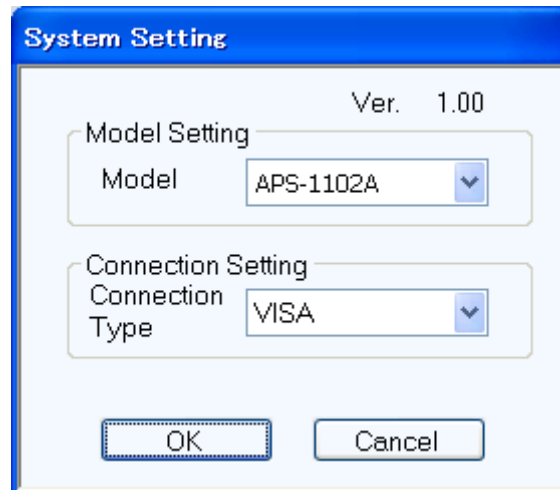 System Setting
Ver. 1.00
Model Setting
Model APS-1102A
Connection Setting
Connection
Type VISA
OK Cancel